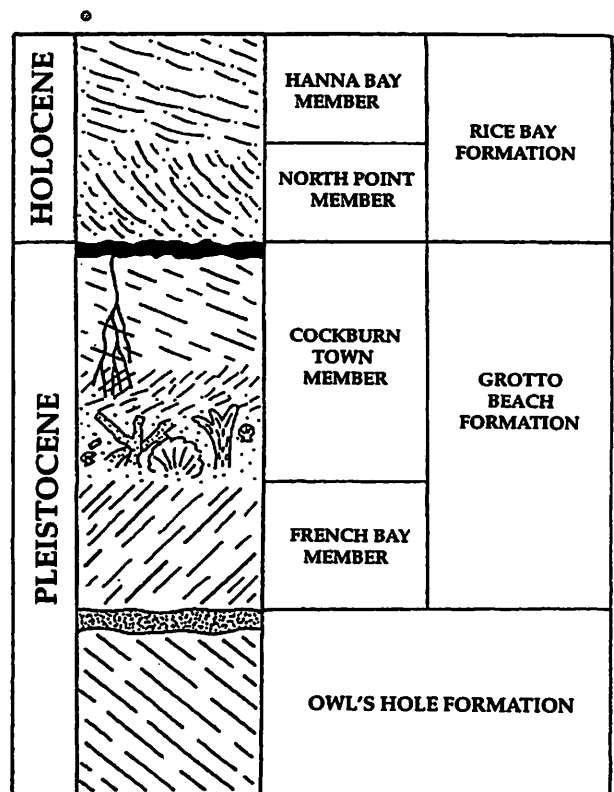 HOLOCENE
HANNA BAY
MEMBER
NORTH POINT
MEMBER
RICE BAY
FORMATION
PLEISTOCENE
COCKBURN
TOWN
MEMBER
FRENCH BAY
MEMBER
GROTTO
BEACH
FORMATION
OWL'S HOLE FORMATION